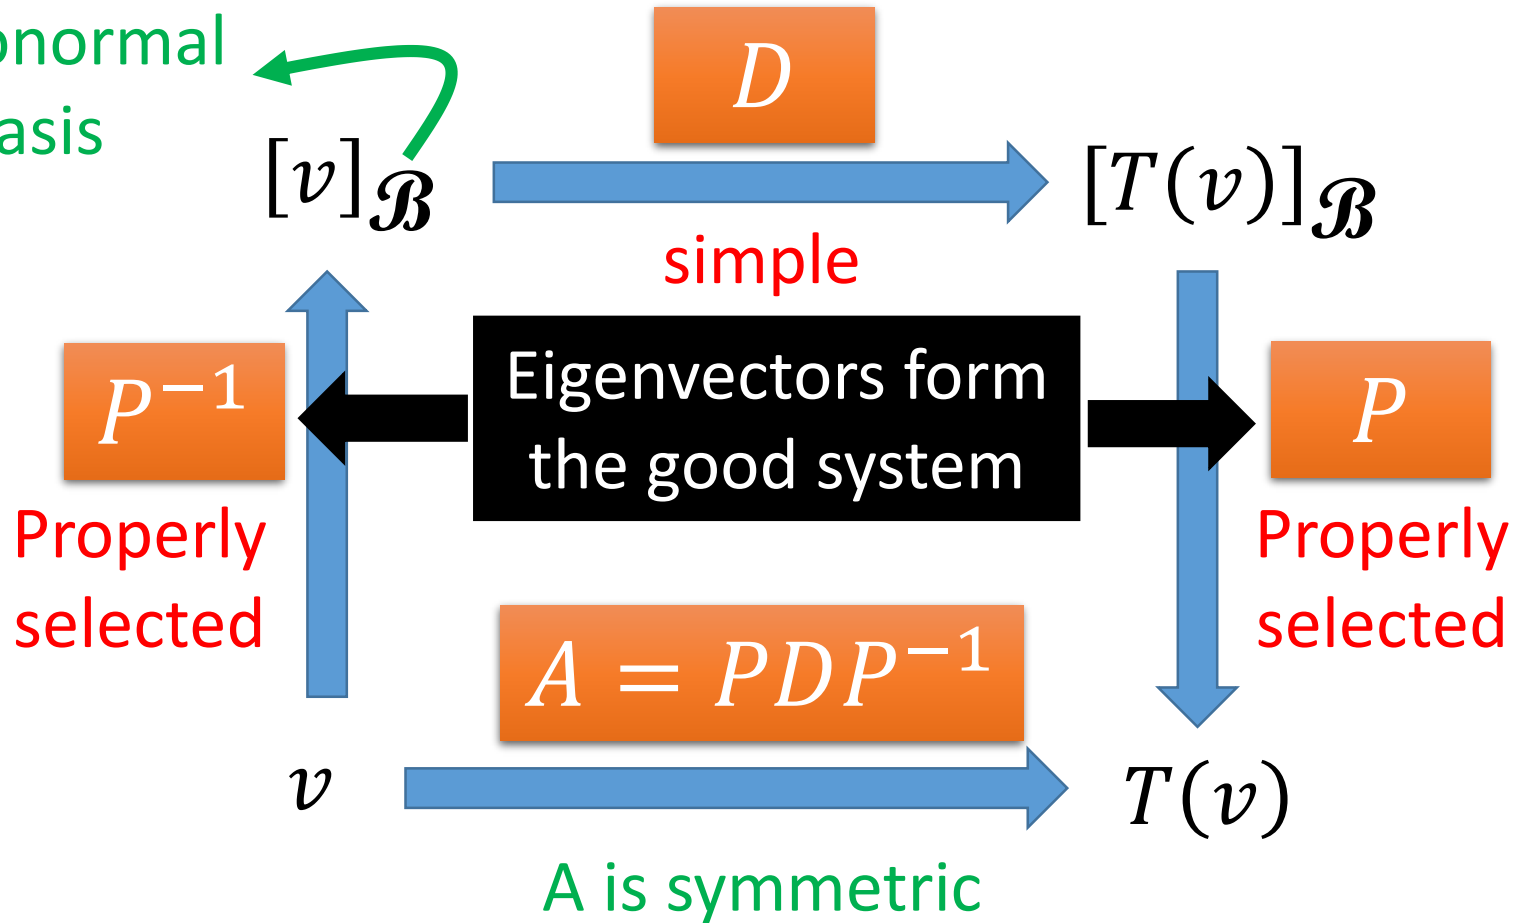 onormal
asis
D
[v]ℬ
[T(v)]ℬ
simple
Eigenvectors form
the good system
P⁻¹
P
Properly
selected
Properly
selected
A = PDP⁻¹
v
T(v)
A is symmetric